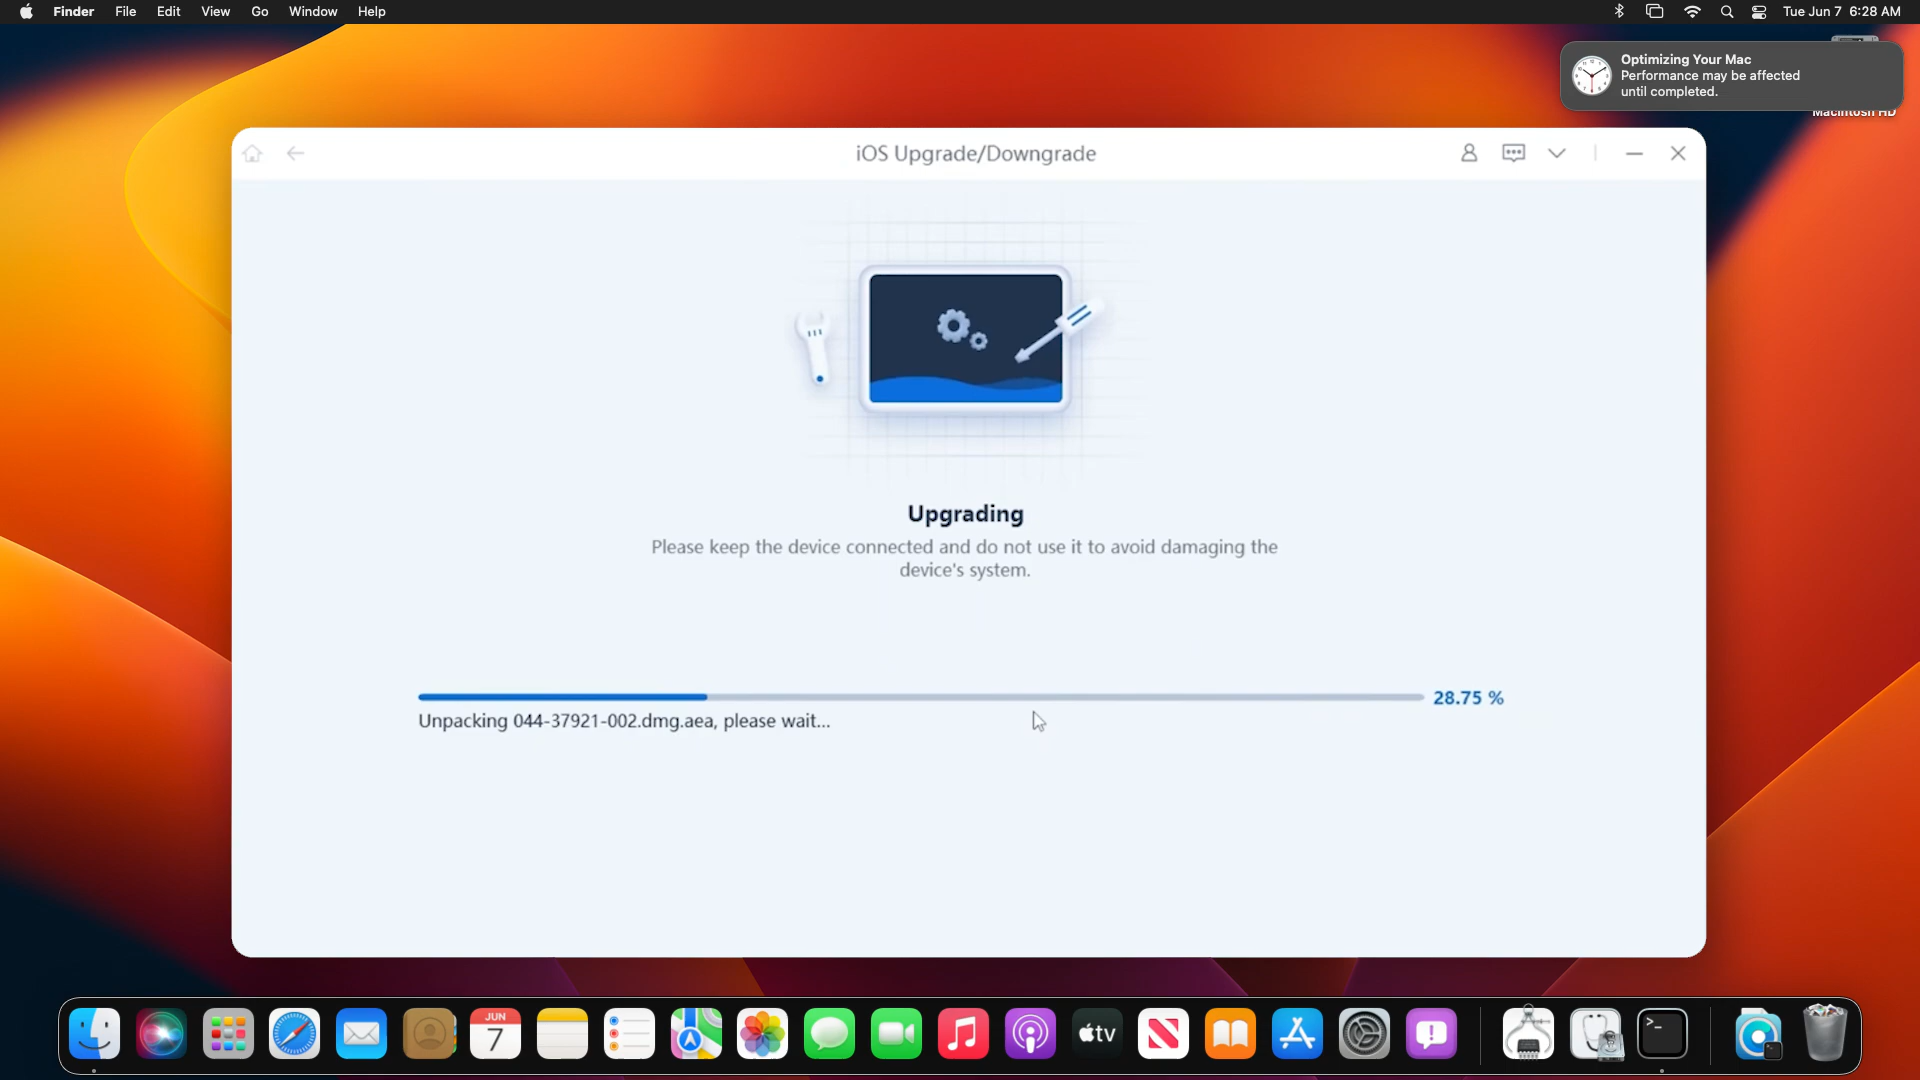 Finder File Edit View Go Window Help
Tue Jun 7 6:28 AM
Optimizing Your Mac
Performance may be affected
until completed.
Macintosh HD
iOS Upgrade/Downgrade
Upgrading
Please keep the device connected and do not use it to avoid damaging the
device's system.
28.75 %
Unpacking 044-37921-002.dmg.aea, please wait...
JUN
7
tv